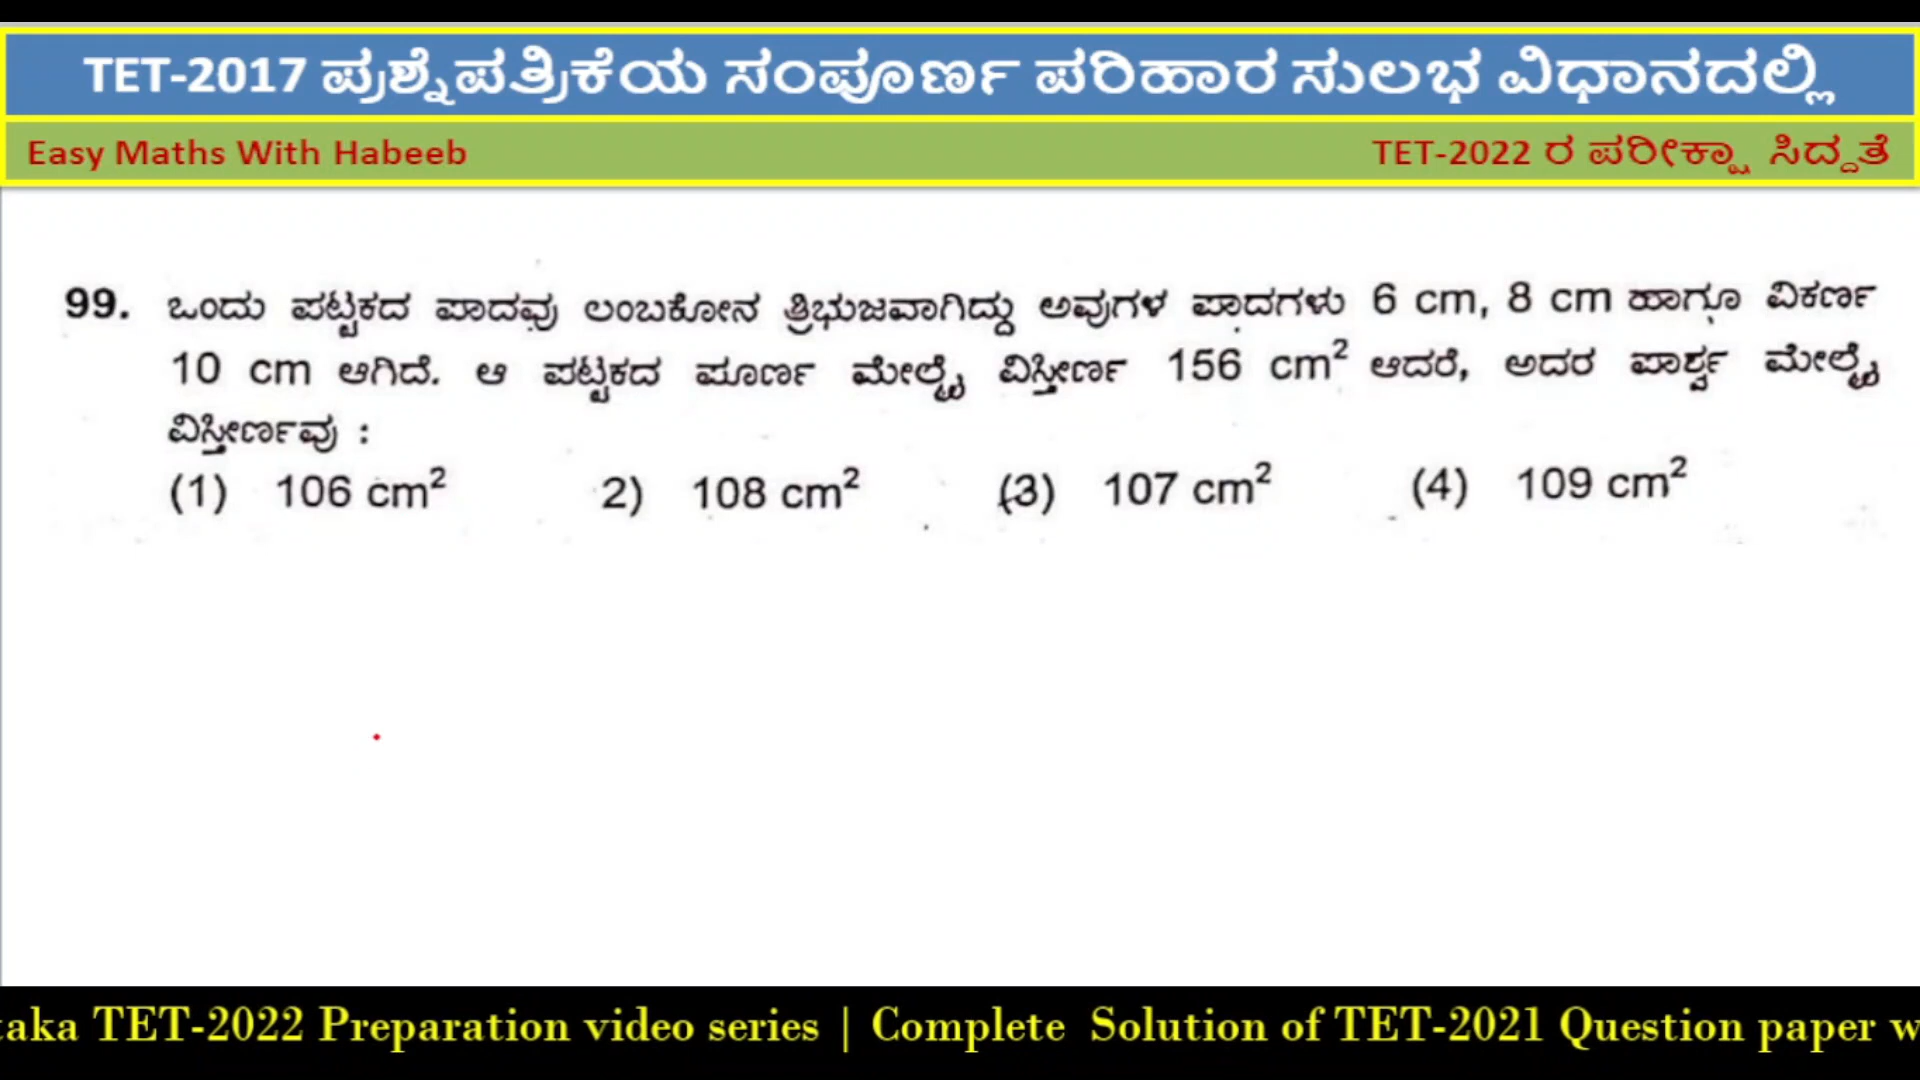 TET-2017 ಪ್ರಶ್ನೆಪತ್ರಿಕೆಯ ಸಂಪೂರ್ಣ ಪರಿಹಾರ ಸುಲಭ ವಿಧಾನದಲ್ಲಿ
Easy Maths With Habeeb
TET-2022 ರ ಪರೀಕ್ಷಾ ಸಿದ್ದತೆ
99. ಒಂದು ಪಟ್ಟಕದ ಪಾದವು ಲಂಬಕೋನ ತ್ರಿಭುಜವಾಗಿದ್ದು ಅವುಗಳ ಪಾದಗಳು 6 cm, 8 cm ಹಾಗೂ ವಿಕರ್ಣ
10 cm ಆಗಿದೆ. ಆ ಪಟ್ಟಕದ ಪೂರ್ಣ ಮೇಲ್ಮೈ ವಿಸ್ತೀರ್ಣ 156 cm² ಆದರೆ, ಅದರ ಪಾರ್ಶ್ವ ಮೇಲ್ಮೈ
ವಿಸ್ತೀರ್ಣವು :
(1) 106 cm² 2) 108 cm² (3) 107 cm² (4) 109 cm²
taka TET-2022 Preparation video series | Complete Solution of TET-2021 Question paper w